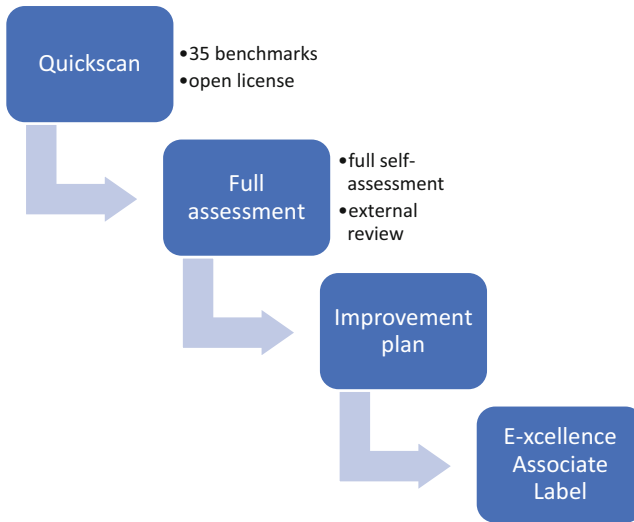 Quickscan
•35 benchmarks
•open license
Full
assessment
•full self-
assessment
•external
review
Improvement
plan
E-xcellence
Associate
Label